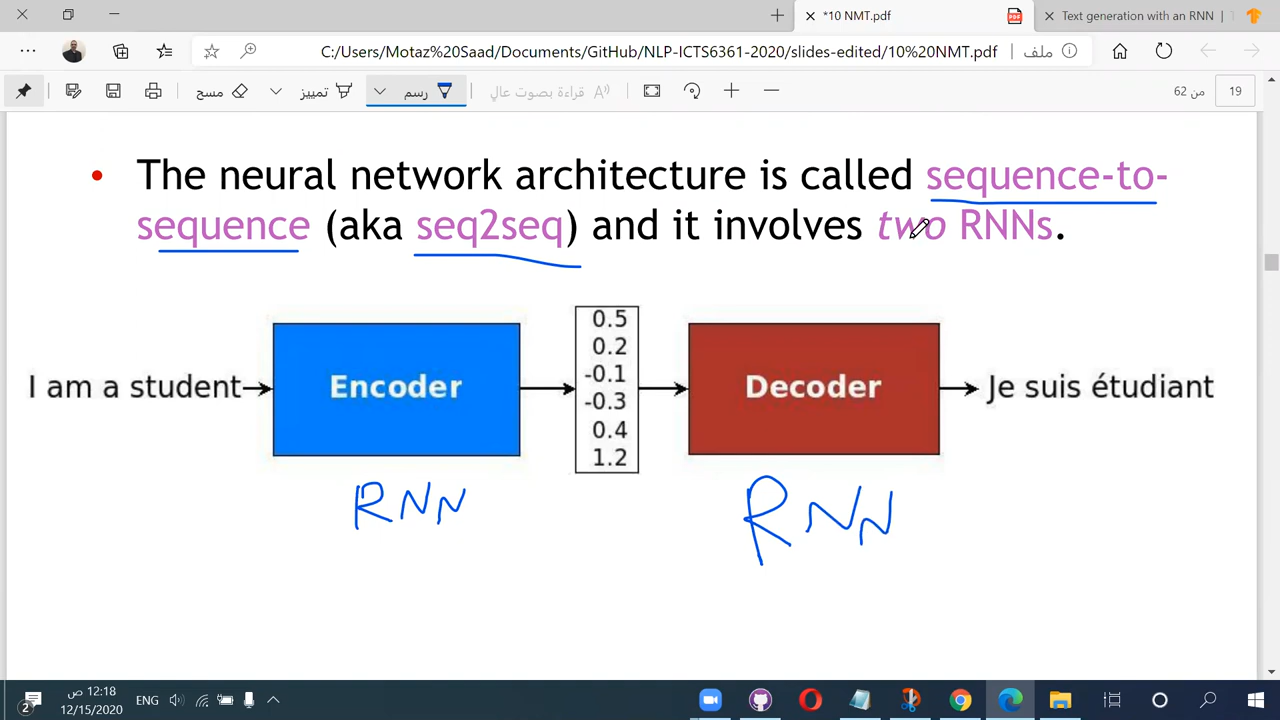 *10 NMT.pdf
Text generation with an RNN | T
C:/Users/Motaz%20Saad/Documents/GitHub/NLP-ICTS6361-2020/slides-edited/10%20NMT.pdf
ملف
مسح
تمييز
رسم
قراءة بصوت عالٍ
من 62
19
• The neural network architecture is called sequence-to-
sequence (aka seq2seq) and it involves two RNNs.
I am a student
Encoder
0.5
0.2
-0.1
-0.3
0.4
1.2
Decoder
Je suis étudiant
RNN
RNN
2
12:18 ص
12/15/2020
ENG